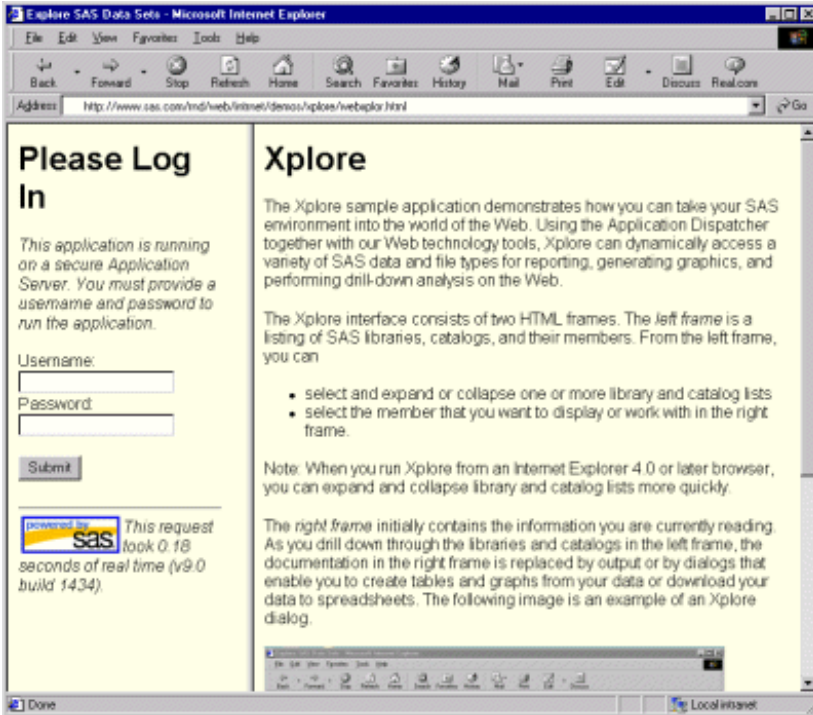 Explore SAS Data Sets - Microsoft Internet Explorer
File Edit View Favorites Tools Help
Back Forward Stop Refresh Home Search Favorites History Mail Print Edit Discuss Real.com
Address http://www.sas.com/rnd/web/intrnet/demos/xplore/webxplor.html Go
Please Log
In
This application is running
on a secure Application
Server. You must provide a
username and password to
run the application.
Username:
Password:
Submit
powered by
sas
This request
took 0.18
seconds of real time (v9.0
build 1434).
Xplore
The Xplore sample application demonstrates how you can take your SAS
environment into the world of the Web. Using the Application Dispatcher
together with our Web technology tools, Xplore can dynamically access a
variety of SAS data and file types for reporting, generating graphics, and
performing drill-down analysis on the Web.
The Xplore interface consists of two HTML frames. The left frame is a
listing of SAS libraries, catalogs, and their members. From the left frame,
you can
• select and expand or collapse one or more library and catalog lists
• select the member that you want to display or work with in the right
frame.
Note: When you run Xplore from an Internet Explorer 4.0 or later browser,
you can expand and collapse library and catalog lists more quickly.
The right frame initially contains the information you are currently reading.
As you drill down through the libraries and catalogs in the left frame, the
documentation in the right frame is replaced by output or by dialogs that
enable you to create tables and graphs from your data or download your
data to spreadsheets. The following image is an example of an Xplore
dialog.
Done Local intranet